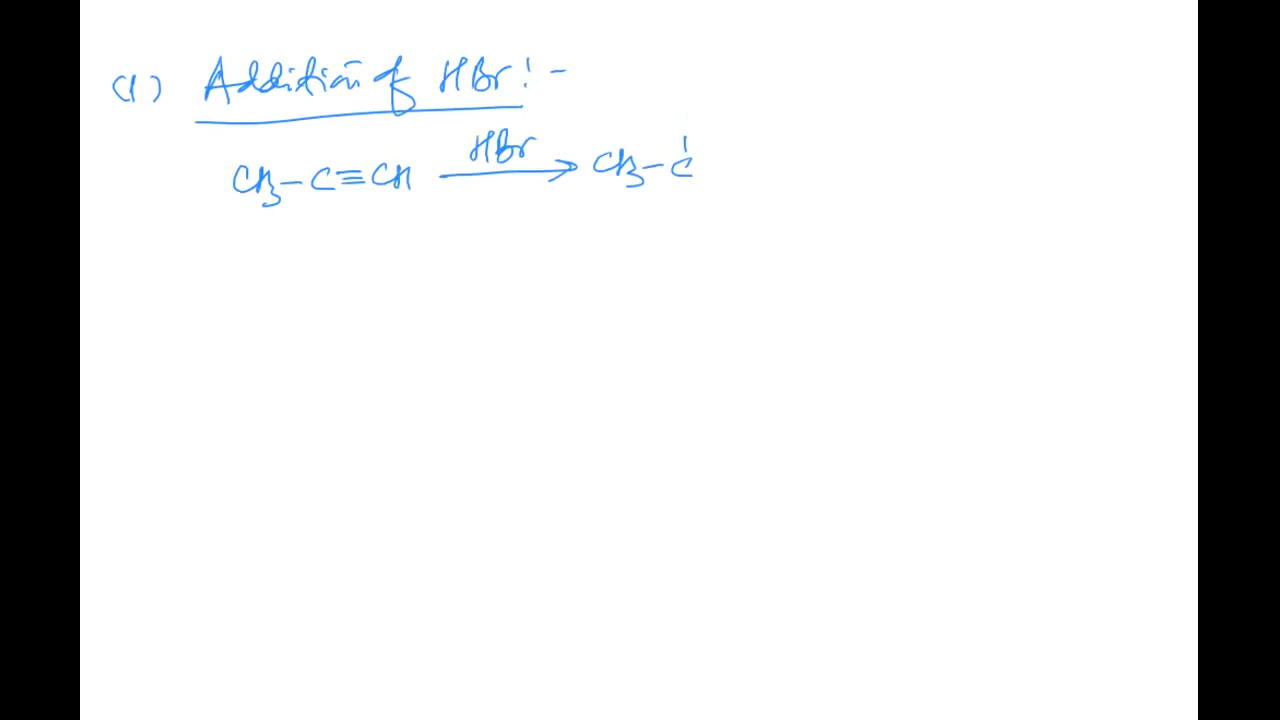 (1) Addition of HBr :-
HBr
CH₃-C≡CH ⟶ CH₃-C